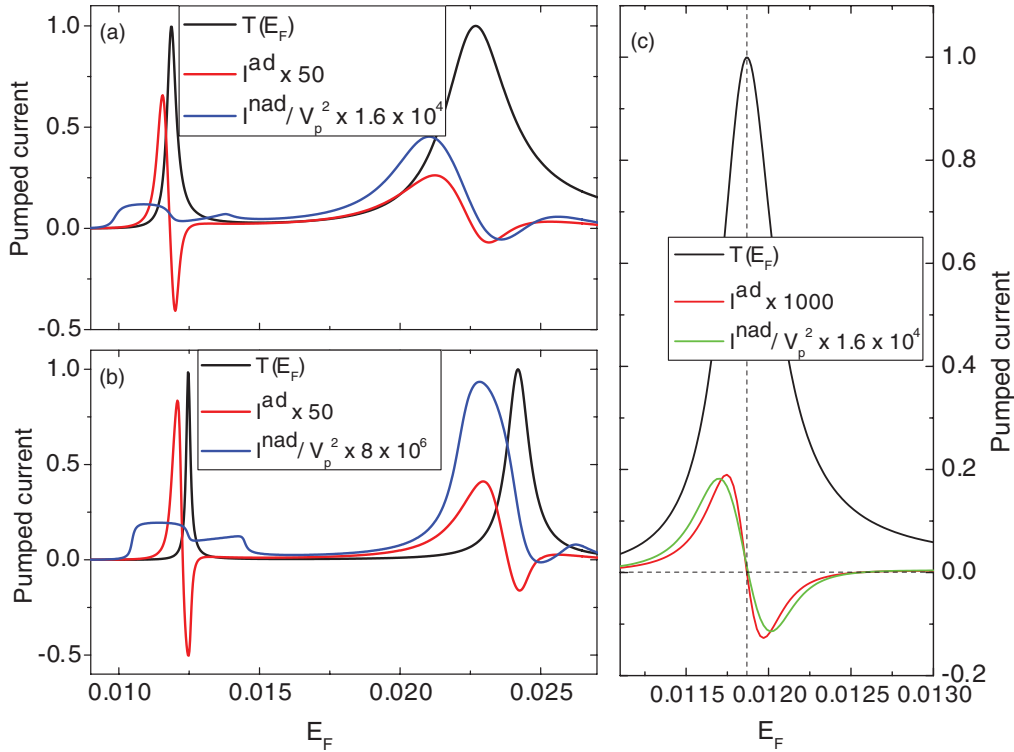 (a)
T(E_F)
I^ad x 50
I^nad / V_p^2 x 1.6 x 10^4
1.0
0.5
0.0
-0.5
Pumped current
(b)
T(E_F)
I^ad x 50
I^nad / V_p^2 x 8 x 10^6
1.0
0.5
0.0
-0.5
Pumped current
0.010 0.015 0.020 0.025
E_F
(c)
T(E_F)
I^ad x 1000
I^nad / V_p^2 x 1.6 x 10^4
1.0
0.8
0.6
0.4
0.2
0.0
-0.2
Pumped current
0.0115 0.0120 0.0125 0.0130
E_F